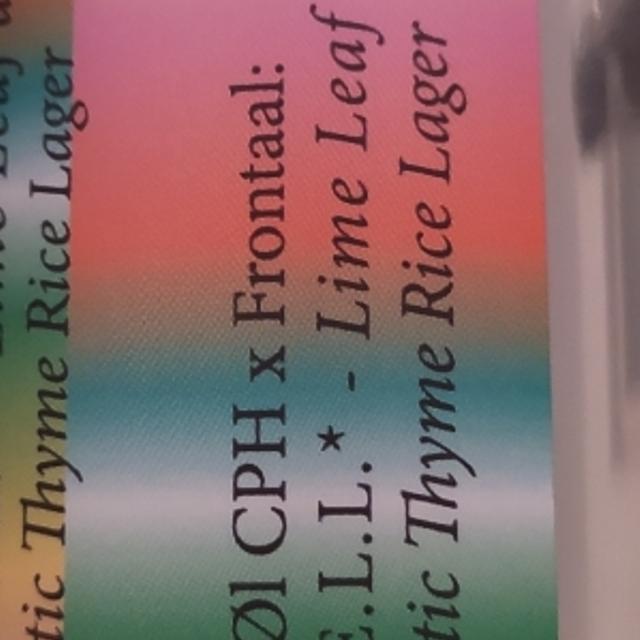 Øl CPH x Frontaal:
E.L.L. * - Lime Leaf
tic Thyme Rice Lager
tic Thyme Rice Lager